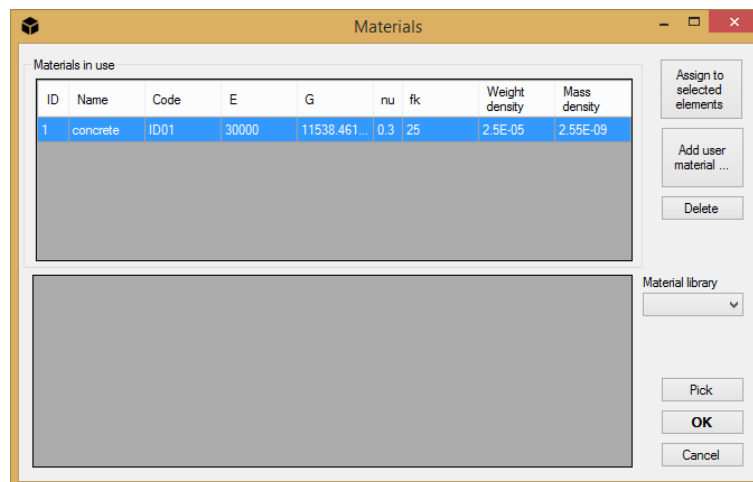 Materials
Materials in use
ID Name Code E G nu fk Weight density Mass density
1 concrete ID01 30000 11538.461... 0.3 25 2.5E-05 2.55E-09
Assign to selected elements
Add user material ...
Delete
Material library
Pick
OK
Cancel